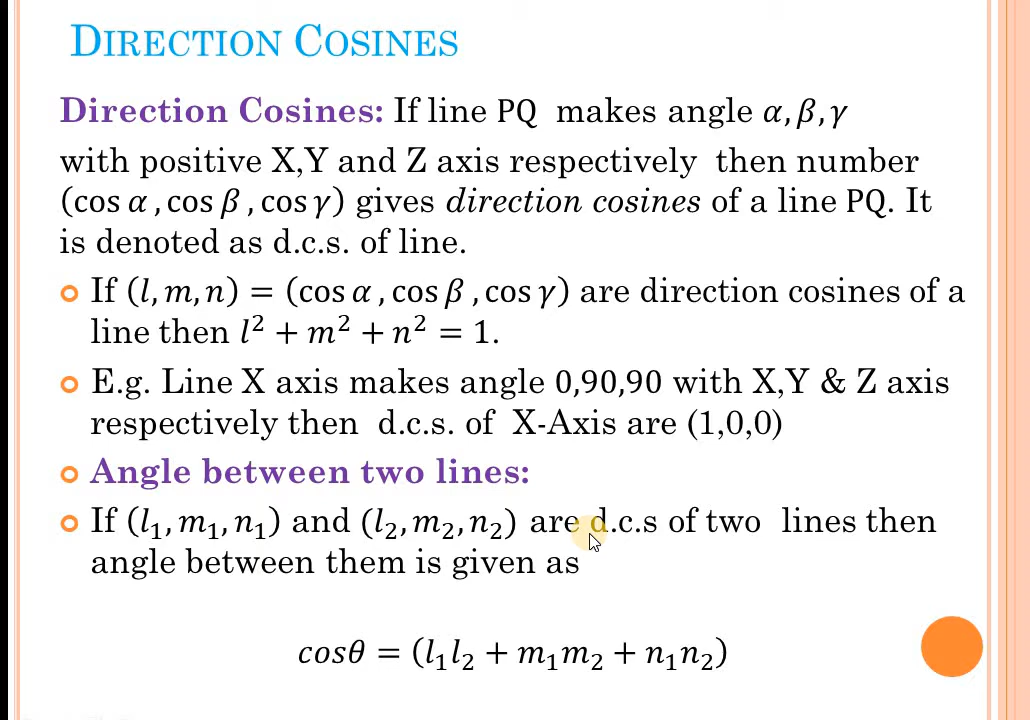 DIRECTION COSINES
Direction Cosines: If line PQ makes angle α, β, γ
with positive X,Y and Z axis respectively then number
(cos α , cos β , cos γ) gives direction cosines of a line PQ. It
is denoted as d.c.s. of line.
If (l, m, n) = (cos α , cos β , cos γ) are direction cosines of a
line then l² + m² + n² = 1.
E.g. Line X axis makes angle 0,90,90 with X,Y & Z axis
respectively then d.c.s. of X-Axis are (1,0,0)
Angle between two lines:
If (l₁, m₁, n₁) and (l₂, m₂, n₂) are d.c.s of two lines then
angle between them is given as
cosθ = (l₁l₂ + m₁m₂ + n₁n₂)